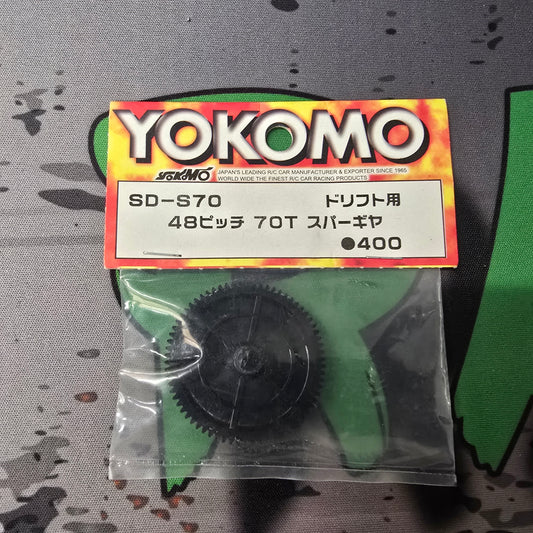 YOKOMO
YOKOMO JAPAN'S LEADING R/C CAR MANUFACTURER & EXPORTER SINCE 1965
WORLD WIDE THE FINEST R/C CAR RACING PRODUCTS
SD-S70 ドリフト用
48ピッチ 70T スパーギヤ
●400